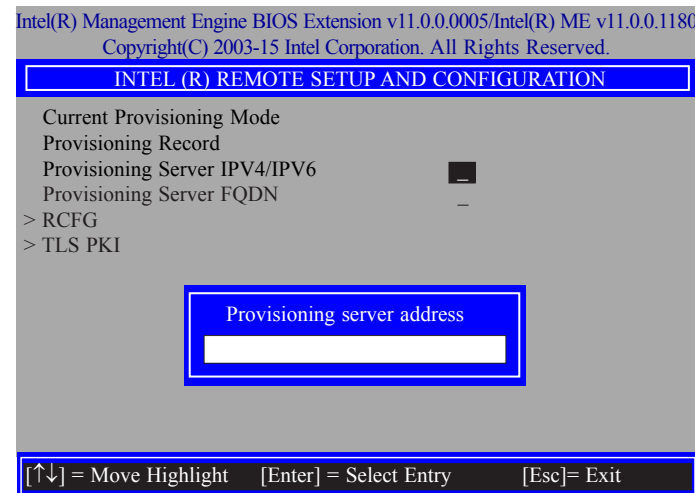 Intel(R) Management Engine BIOS Extension v11.0.0.0005/Intel(R) ME v11.0.0.1180
Copyright(C) 2003-15 Intel Corporation. All Rights Reserved.
INTEL (R) REMOTE SETUP AND CONFIGURATION
Current Provisioning Mode
Provisioning Record
Provisioning Server IPV4/IPV6 _
Provisioning Server FQDN _
> RCFG
> TLS PKI
Provisioning server address
[↑↓] = Move Highlight [Enter] = Select Entry [Esc]= Exit